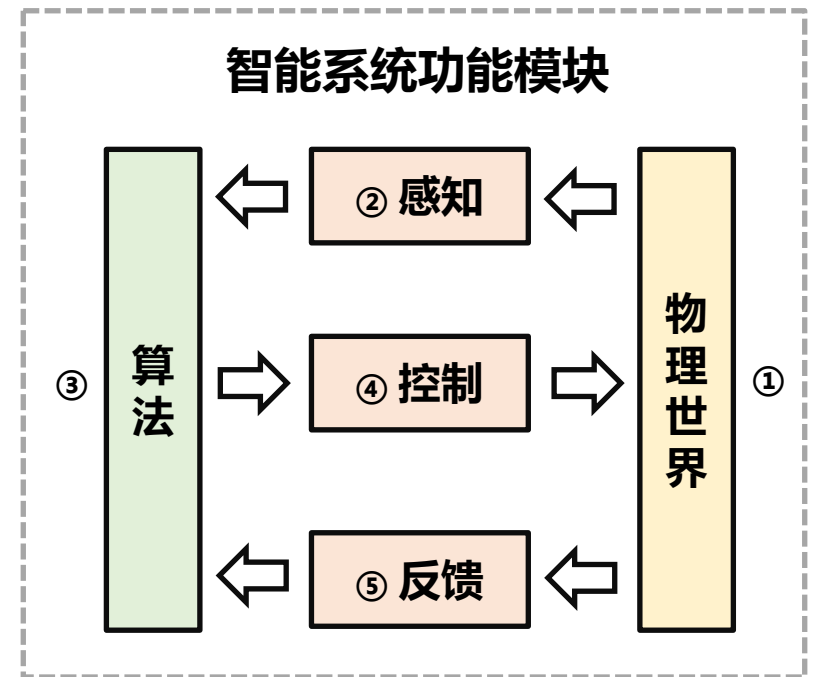 智能系统功能模块
② 感知
③
算法
④ 控制
物理世界
①
⑤ 反馈